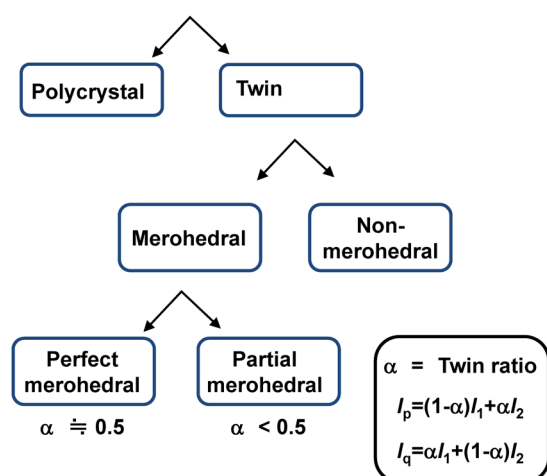 Polycrystal
Twin
Merohedral
Non-
merohedral
Perfect
merohedral
Partial
merohedral
α ≒ 0.5
α < 0.5
α = Twin ratio
Ip=(1-α)I1+αI2
Iq=αI1+(1-α)I2